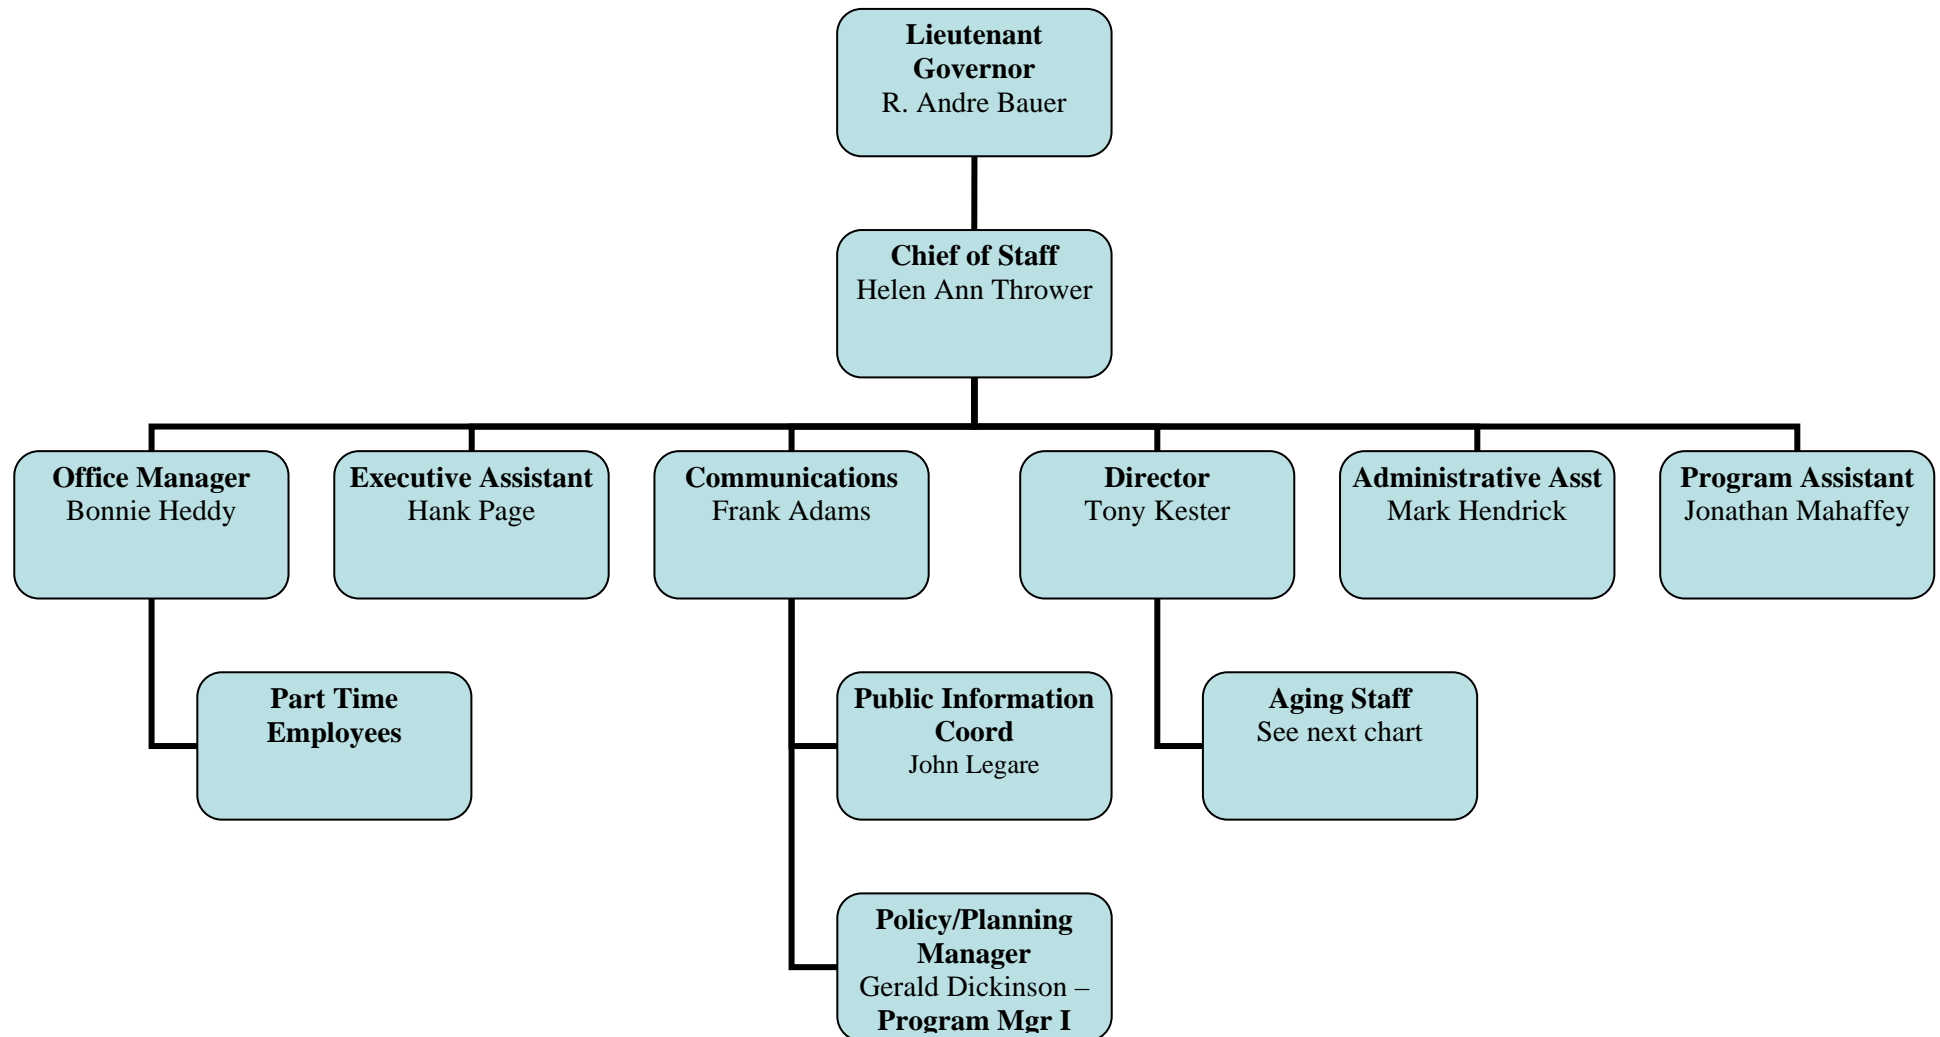 Lieutenant
Governor
R. Andre Bauer
Chief of Staff
Helen Ann Thrower
Office Manager
Bonnie Heddy
Executive Assistant
Hank Page
Communications
Frank Adams
Director
Tony Kester
Administrative Asst
Mark Hendrick
Program Assistant
Jonathan Mahaffey
Part Time
Employees
Public Information
Coord
John Legare
Aging Staff
See next chart
Policy/Planning
Manager
Gerald Dickinson –
Program Mgr I